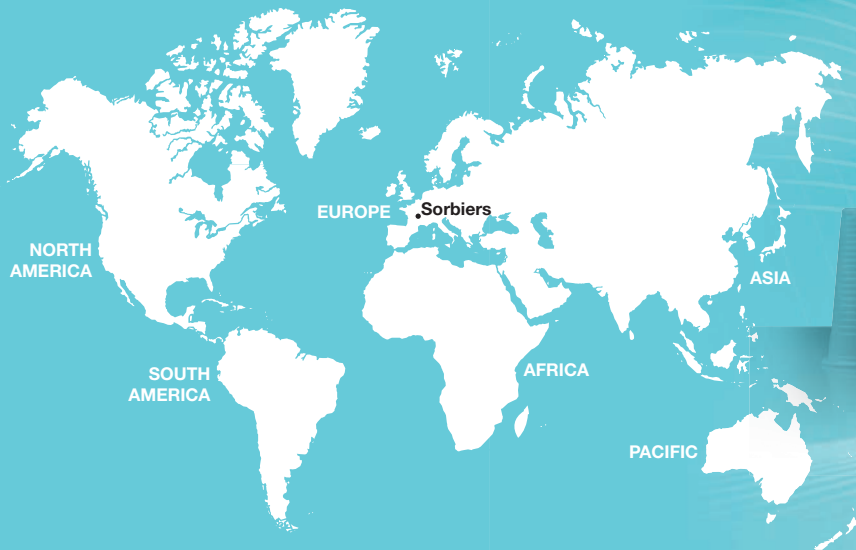 EUROPE
Sorbiers
NORTH
AMERICA
ASIA
SOUTH
AMERICA
AFRICA
PACIFIC